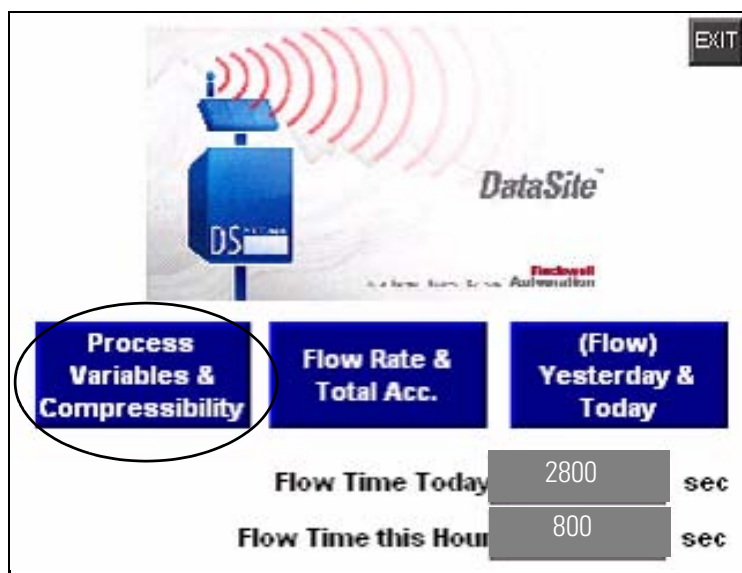 EXIT
DataSite™
DS
Rockwell
Automation
Process
Variables &
Compressibility
Flow Rate &
Total Acc.
(Flow)
Yesterday &
Today
Flow Time Today 2800 sec
Flow Time this Hour 800 sec